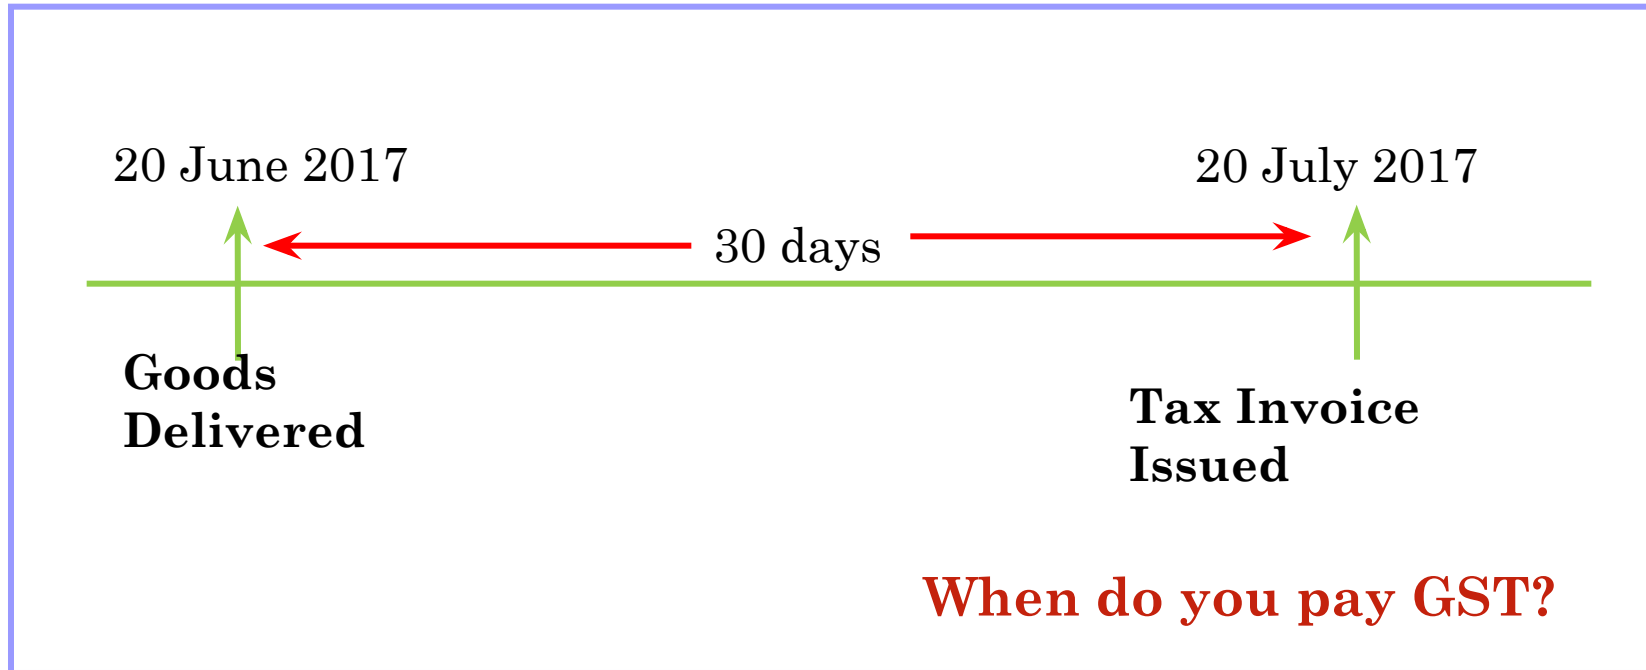 20 June 2017
20 July 2017
30 days
Goods
Delivered
Tax Invoice
Issued
When do you pay GST?